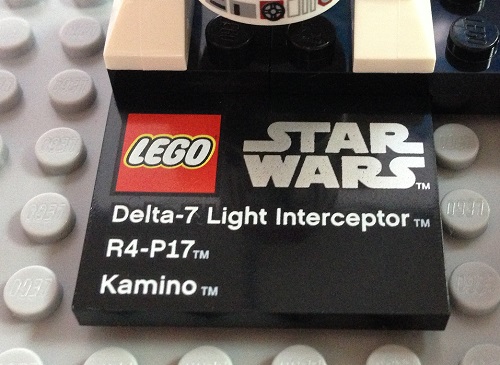 LEGO
STAR
WARS™
Delta-7 Light Interceptor™
R4-P17™
Kamino™